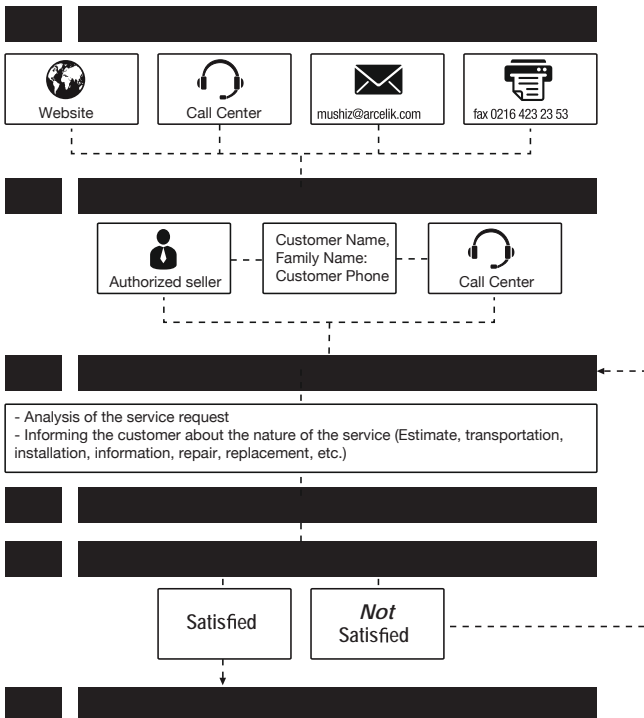 Website
Call Center
mushiz@arcelik.com
fax 0216 423 23 53
Authorized seller
Customer Name,
Family Name:
Customer Phone
Call Center
- Analysis of the service request
- Informing the customer about the nature of the service (Estimate, transportation,
installation, information, repair, replacement, etc.)
Satisfied
Not
Satisfied